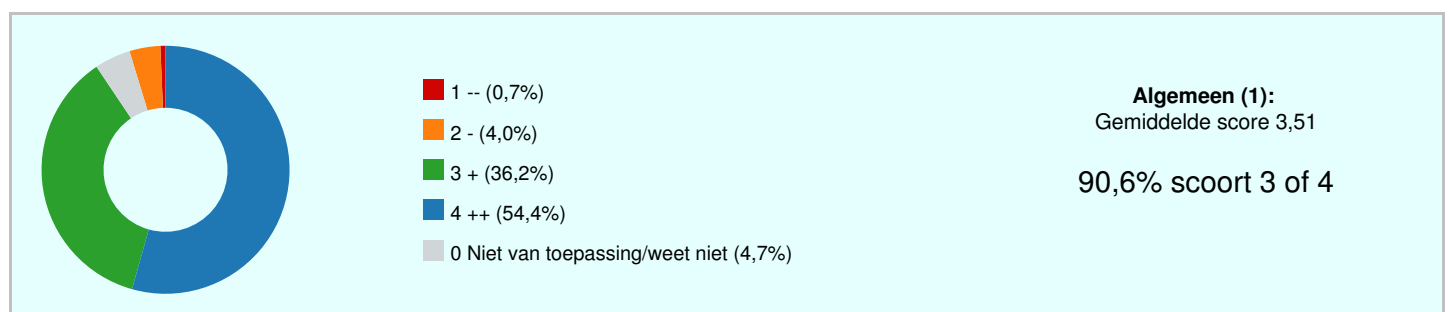 1 -- (0,7%)
2 - (4,0%)
3 + (36,2%)
4 ++ (54,4%)
0 Niet van toepassing/weet niet (4,7%)
Algemeen (1):
Gemiddelde score 3,51
90,6% scoort 3 of 4